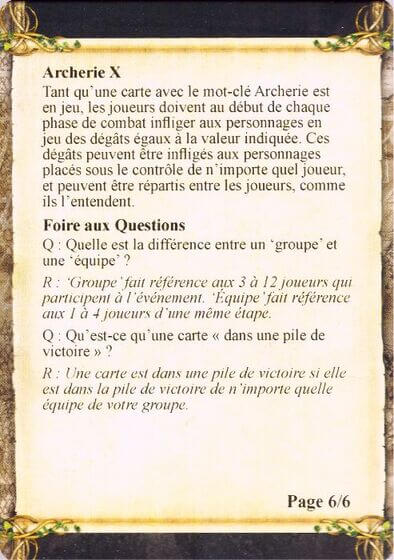 Archerie X
Tant qu'une carte avec le mot-clé Archerie est
en jeu, les joueurs doivent au début de chaque
phase de combat infliger aux personnages en
jeu des dégâts égaux à la valeur indiquée. Ces
dégâts peuvent être infligés aux personnages
placés sous le contrôle de n'importe quel joueur,
et peuvent être répartis entre les joueurs, comme
ils l'entendent.
Foire aux Questions
Q : Quelle est la différence entre un 'groupe' et
une 'équipe' ?
R : 'Groupe' fait référence aux 3 à 12 joueurs qui
participent à l'événement. 'Équipe' fait référence
aux 1 à 4 joueurs d'une même étape.
Q : Qu'est-ce qu'une carte « dans une pile de
victoire » ?
R : Une carte est dans une pile de victoire si elle
est dans la pile de victoire de n'importe quelle
équipe de votre groupe.
Page 6/6